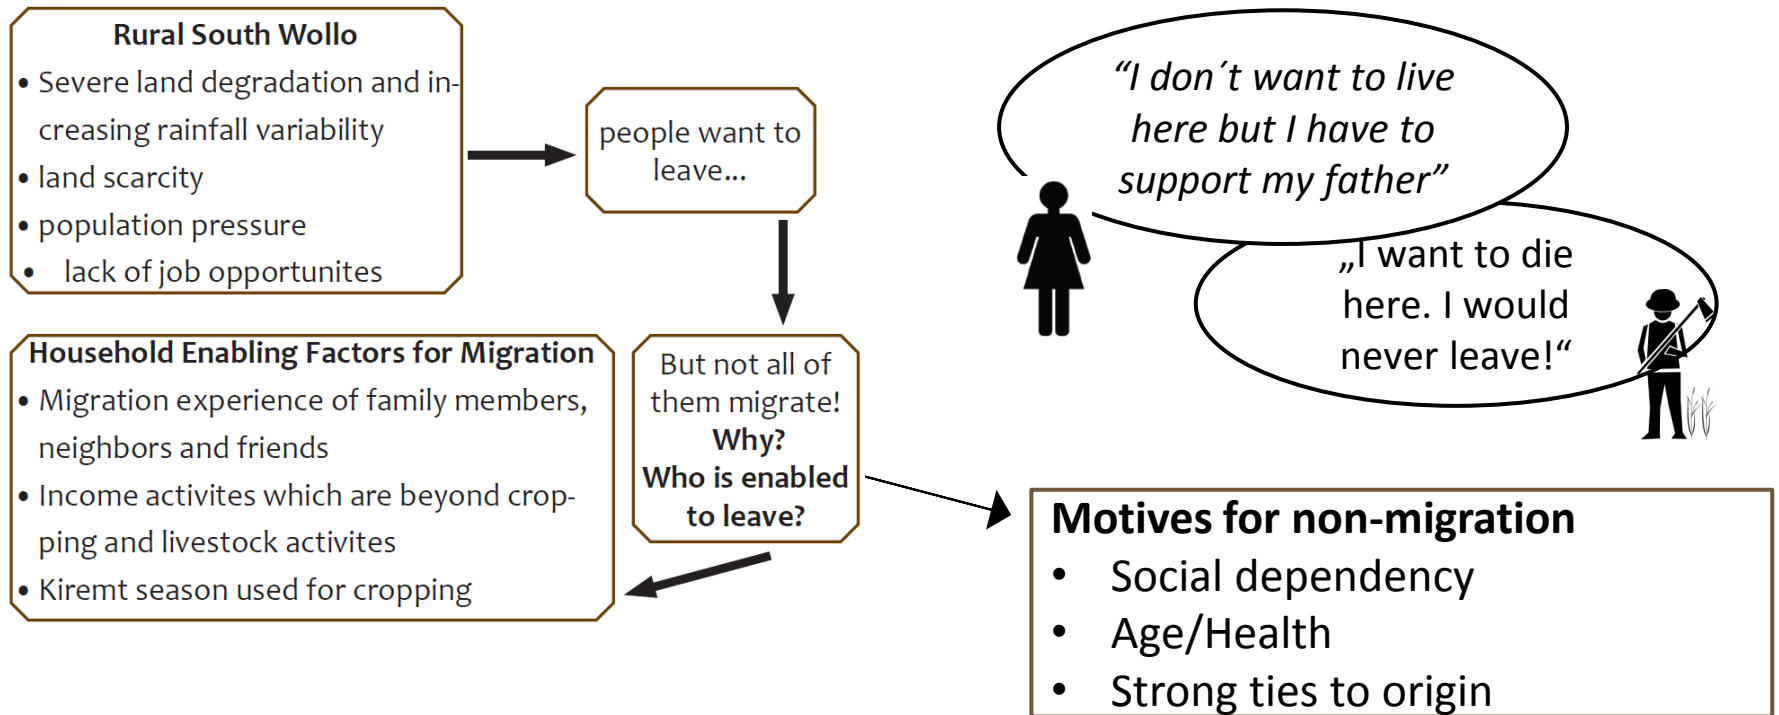 Rural South Wollo
• Severe land degradation and in-
creasing rainfall variability
• land scarcity
• population pressure
• lack of job opportunites
people want to
leave...
But not all of
them migrate!
Why?
Who is enabled
to leave?
Household Enabling Factors for Migration
• Migration experience of family members,
neighbors and friends
• Income activites which are beyond crop-
ping and livestock activites
• Kiremt season used for cropping
“I don´t want to live
here but I have to
support my father”
„I want to die
here. I would
never leave!“
Motives for non-migration
• Social dependency
• Age/Health
• Strong ties to origin